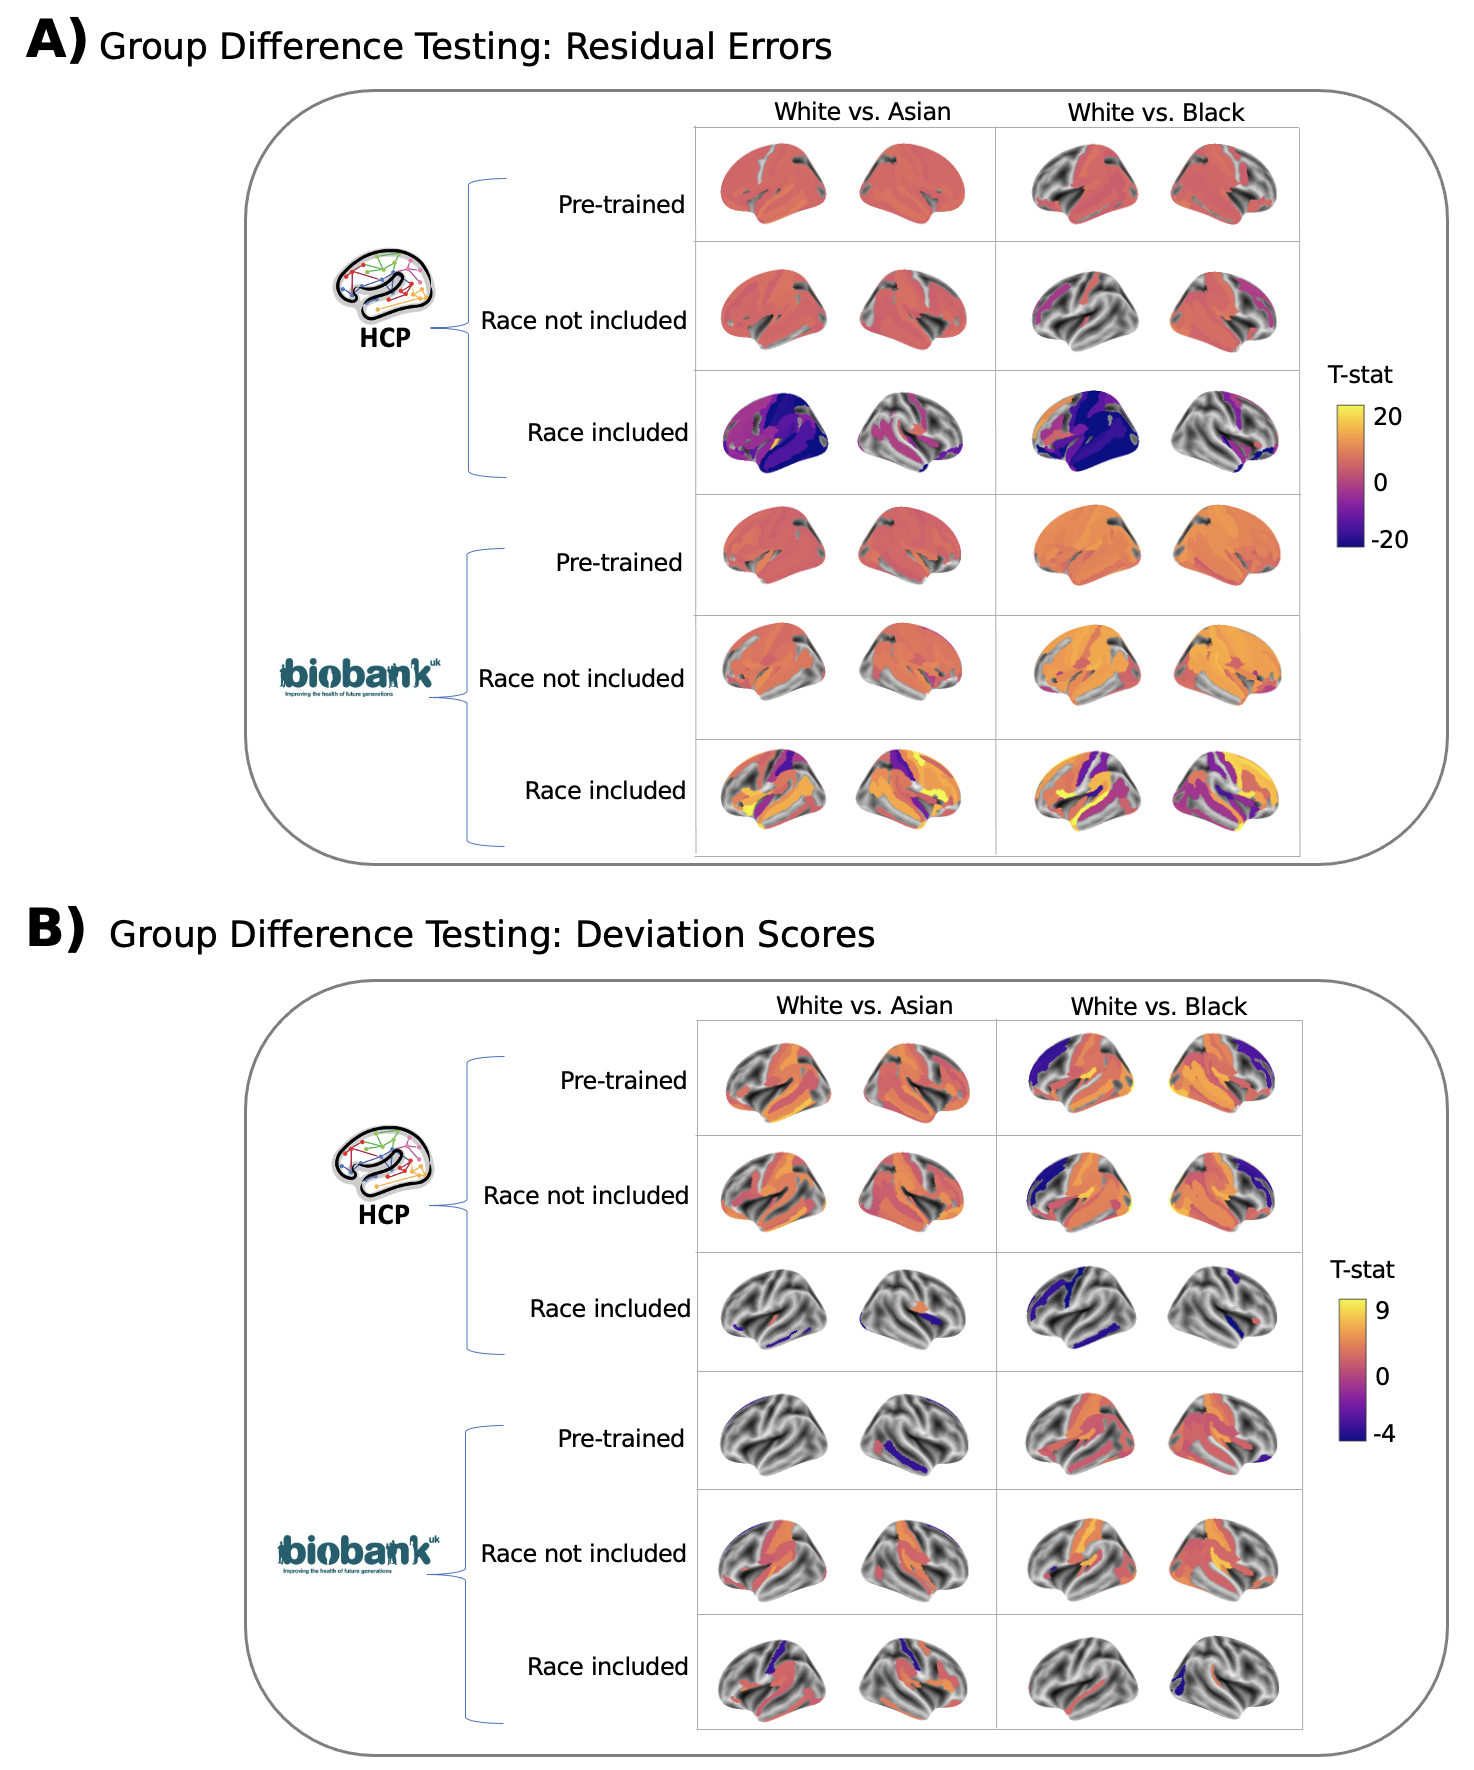 A) Group Difference Testing: Residual Errors
White vs. Asian
White vs. Black
Pre-trained
Race not included
HCP
Race included
T-stat
20
0
-20
Pre-trained
biobank uk
Improving the health of future generations
Race not included
Race included
B) Group Difference Testing: Deviation Scores
White vs. Asian
White vs. Black
Pre-trained
Race not included
HCP
Race included
T-stat
9
0
-4
Pre-trained
biobank uk
Improving the health of future generations
Race not included
Race included